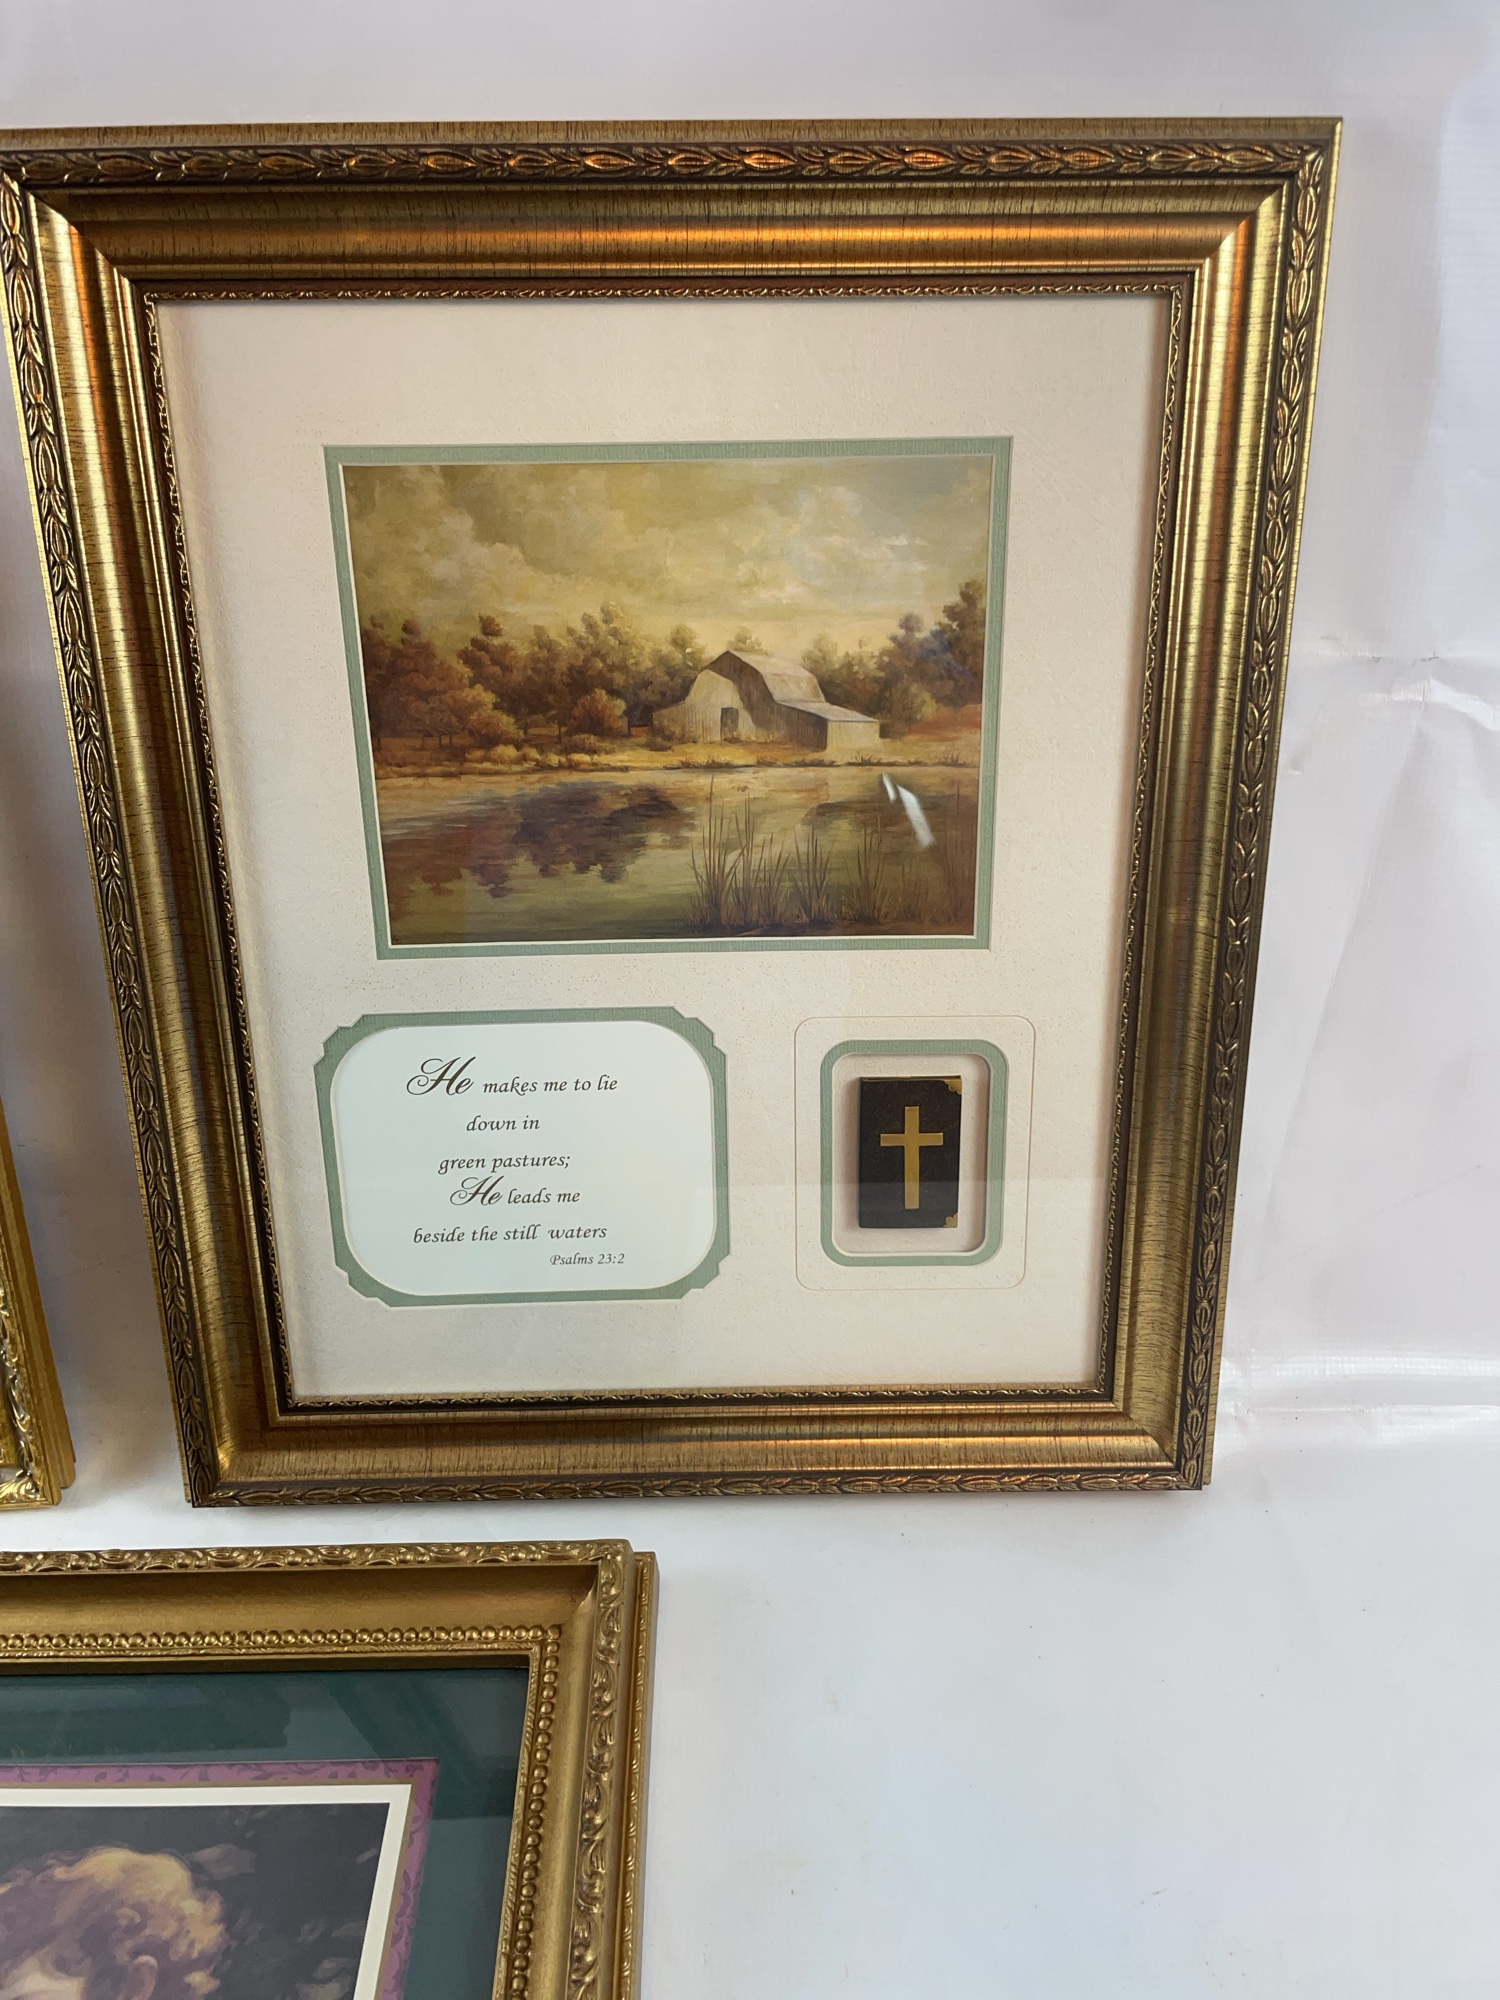 He makes me to lie
down in
green pastures;
He leads me
beside the still waters
Psalms 23:2